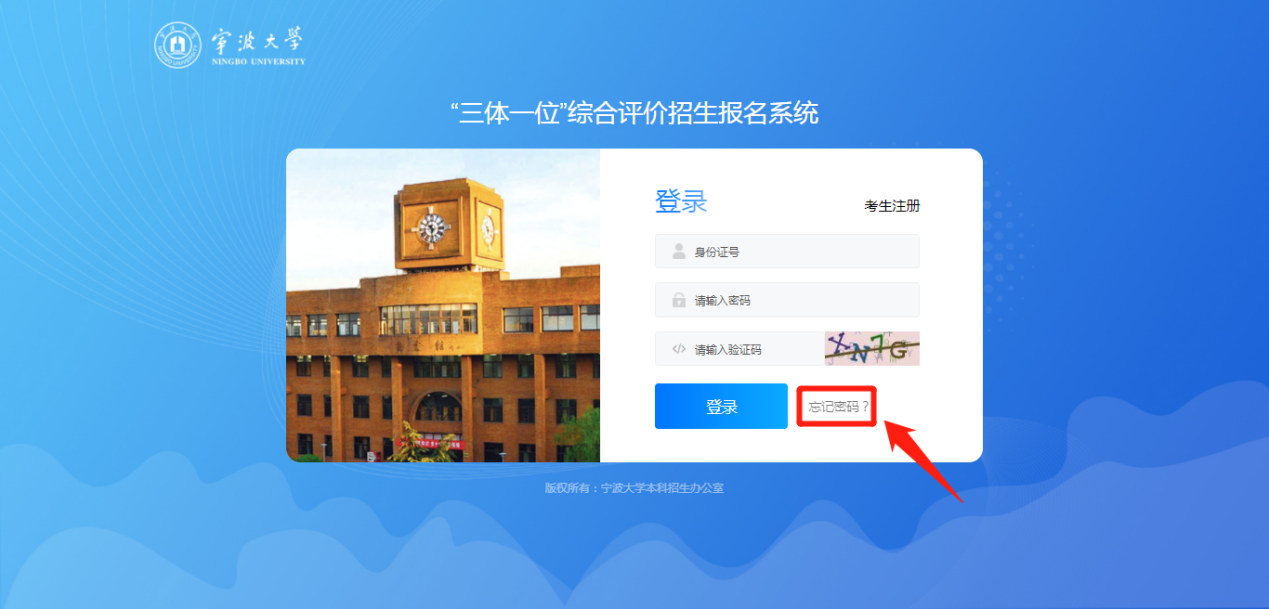 宁波大学
NINGBO UNIVERSITY
“三体一位”综合评价招生报名系统
登录
考生注册
身份证号
请输入密码
请输入验证码
XN7G
登录
忘记密码？
版权所有：宁波大学本科招生办公室